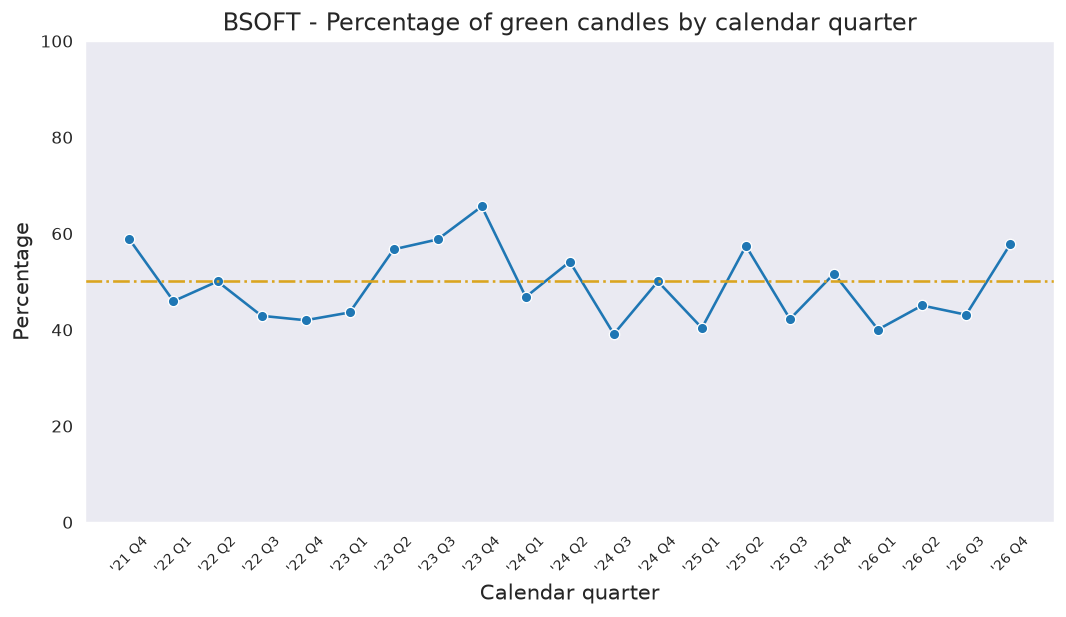 BSOFT - Percentage of green candles by calendar quarter
100
80
60
40
20
0
Percentage
'21 Q4
'22 Q1
'22 Q2
'22 Q3
'22 Q4
'23 Q1
'23 Q2
'23 Q3
'23 Q4
'24 Q1
'24 Q2
'24 Q3
'24 Q4
'25 Q1
'25 Q2
'25 Q3
'25 Q4
'26 Q1
'26 Q2
'26 Q3
'26 Q4
Calendar quarter